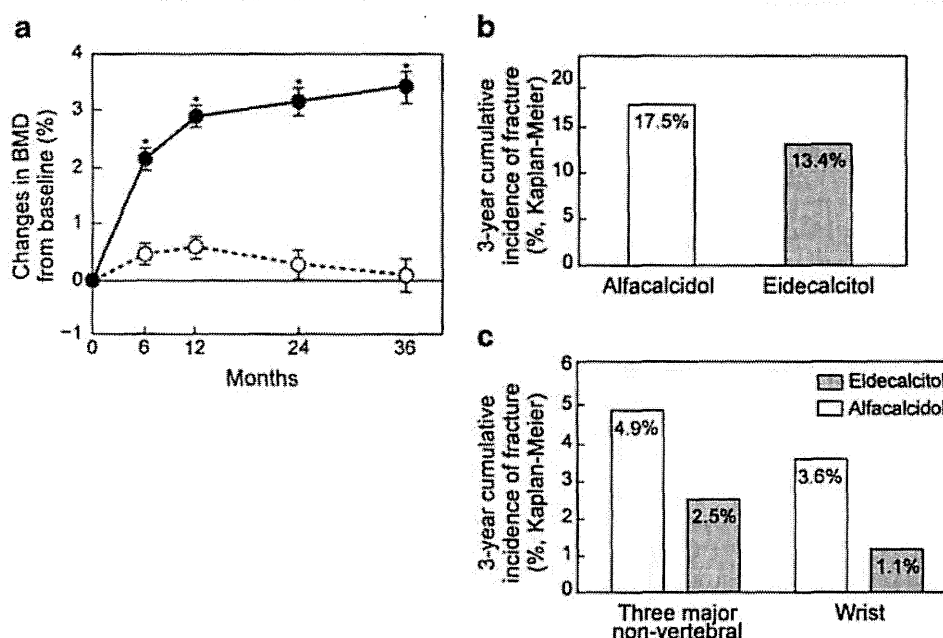 a
Changes in BMD
from baseline (%)
4
3
2
1
0
−1
* * * *
0 6 12 24 36
Months
b
3-year cumulative
incidence of fracture
(%, Kaplan-Meier)
20
15
10
5
0
17.5%
13.4%
Alfacalcidol Eidecalcitol
c
3-year cumulative
incidence of fracture
(%, Kaplan-Meier)
6
5
4
3
2
1
0
Eldecalcitol
Alfacalcidol
4.9%
2.5%
3.6%
1.1%
Three major Wrist
non-vertebral